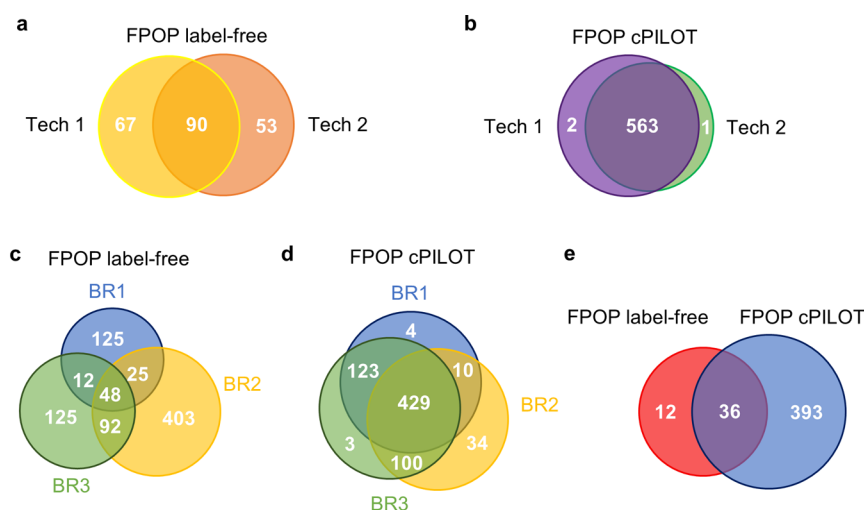 a
FPOP label-free
Tech 1
67
90
53
Tech 2
b
FPOP cPILOT
Tech 1
2
563
1
Tech 2
c
FPOP label-free
BR1
125
12
25
48
BR2
125
92
403
BR3
d
FPOP cPILOT
BR1
4
123
10
429
BR2
3
34
100
BR3
e
FPOP label-free
FPOP cPILOT
12
36
393